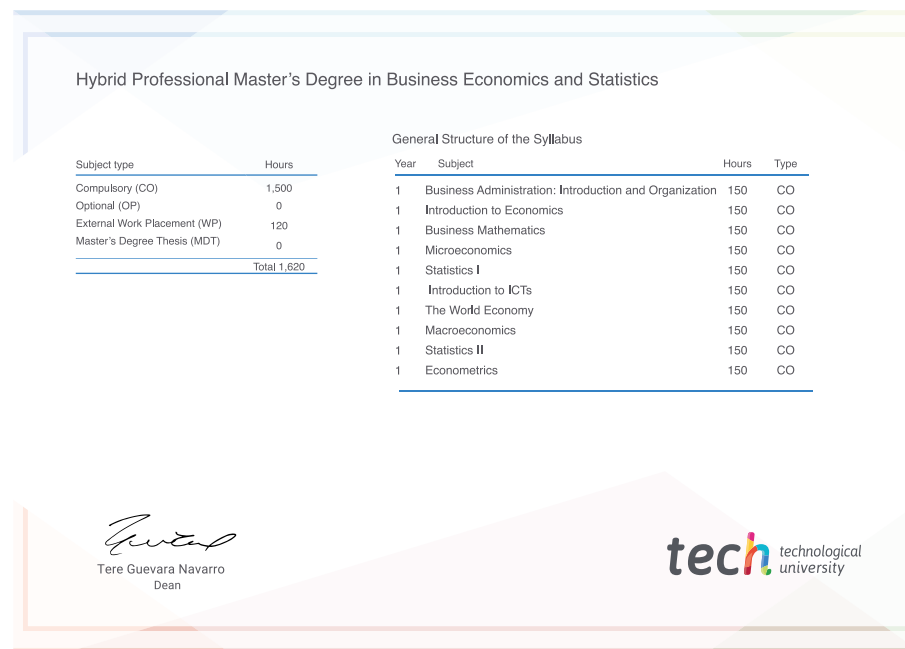 Hybrid Professional Master's Degree in Business Economics and Statistics
Subject type Hours
Compulsory (CO) 1,500
Optional (OP) 0
External Work Placement (WP) 120
Master's Degree Thesis (MDT) 0
Total 1,620
General Structure of the Syllabus
Year Subject Hours Type
1 Business Administration: Introduction and Organization 150 CO
1 Introduction to Economics 150 CO
1 Business Mathematics 150 CO
1 Microeconomics 150 CO
1 Statistics I 150 CO
1 Introduction to ICTs 150 CO
1 The World Economy 150 CO
1 Macroeconomics 150 CO
1 Statistics II 150 CO
1 Econometrics 150 CO
Tere Guevara Navarro
Dean
tech technological
university